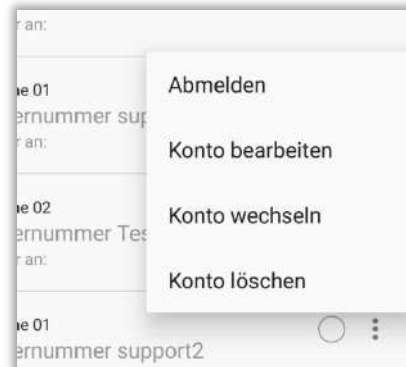 r an:
Abmelden
ne 01
ernummer sup
r an:
Konto bearbeiten
ne 02
Konto wechseln
ernummer Tes
r an:
Konto löschen
ne 01
ernummer support2